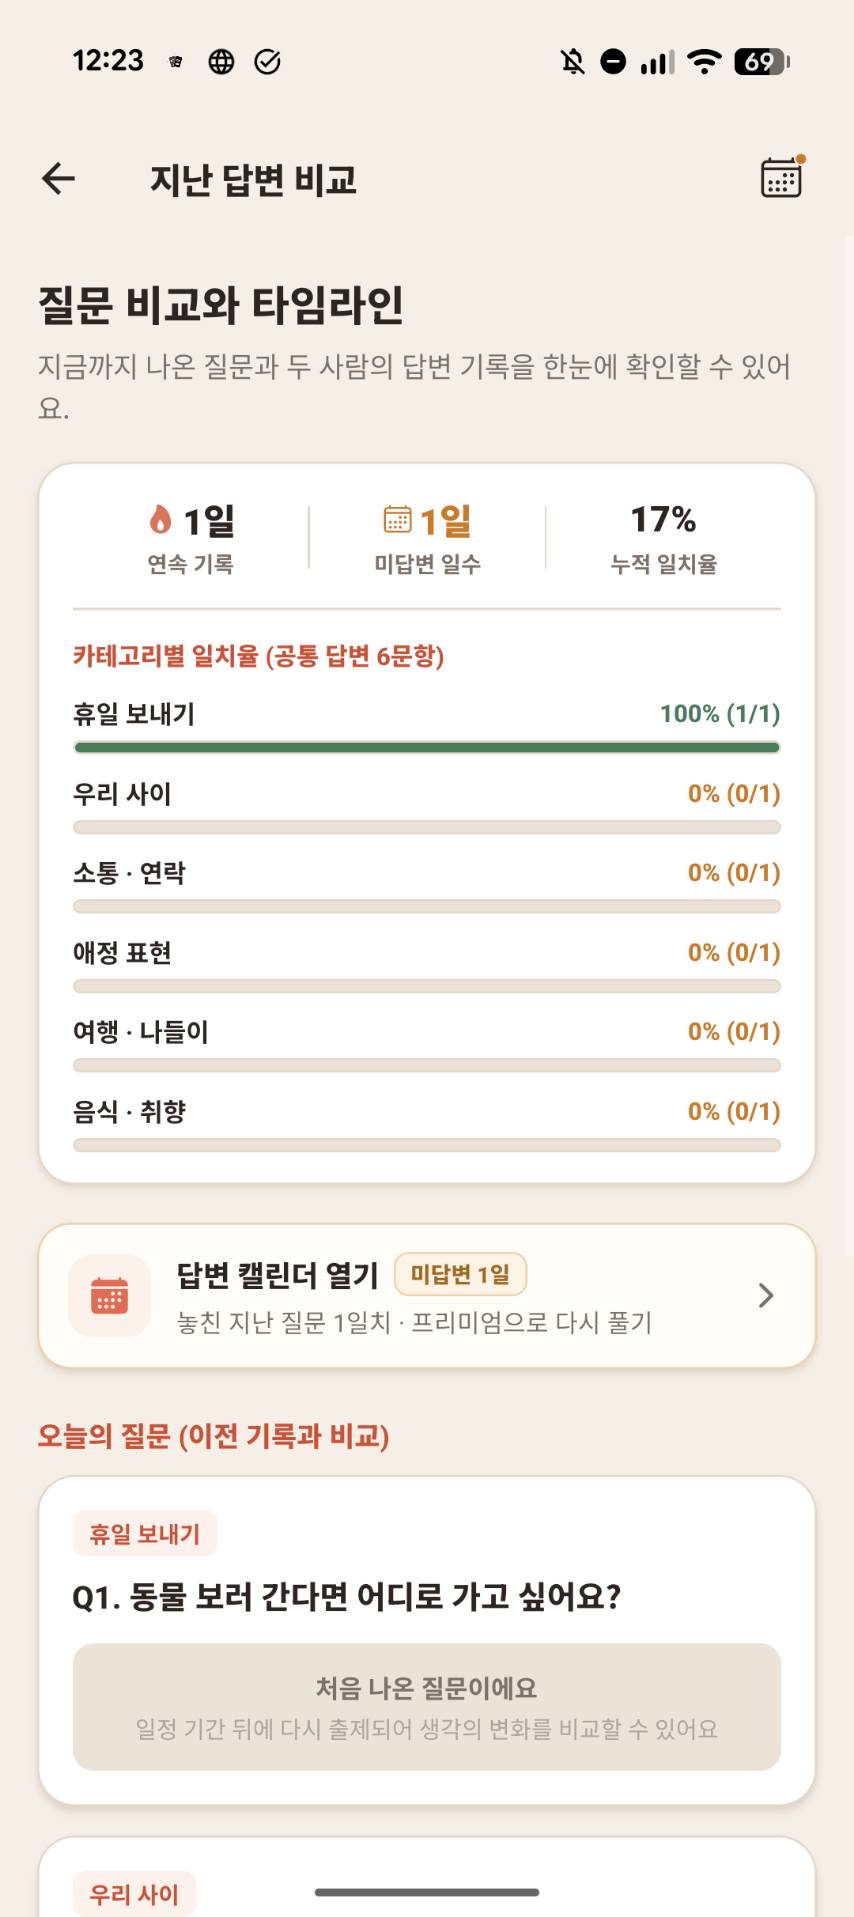 12:23
69
지난 답변 비교
질문 비교와 타임라인
지금까지 나온 질문과 두 사람의 답변 기록을 한눈에 확인할 수 있어
요.
1일
연속 기록
1일
미답변 일수
17%
누적 일치율
카테고리별 일치율 (공통 답변 6문항)
휴일 보내기 100% (1/1)
우리 사이 0% (0/1)
소통 · 연락 0% (0/1)
애정 표현 0% (0/1)
여행 · 나들이 0% (0/1)
음식 · 취향 0% (0/1)
답변 캘린더 열기 미답변 1일
놓친 지난 질문 1일치 · 프리미엄으로 다시 풀기
오늘의 질문 (이전 기록과 비교)
휴일 보내기
Q1. 동물 보러 간다면 어디로 가고 싶어요?
처음 나온 질문이에요
일정 기간 뒤에 다시 출제되어 생각의 변화를 비교할 수 있어요
우리 사이